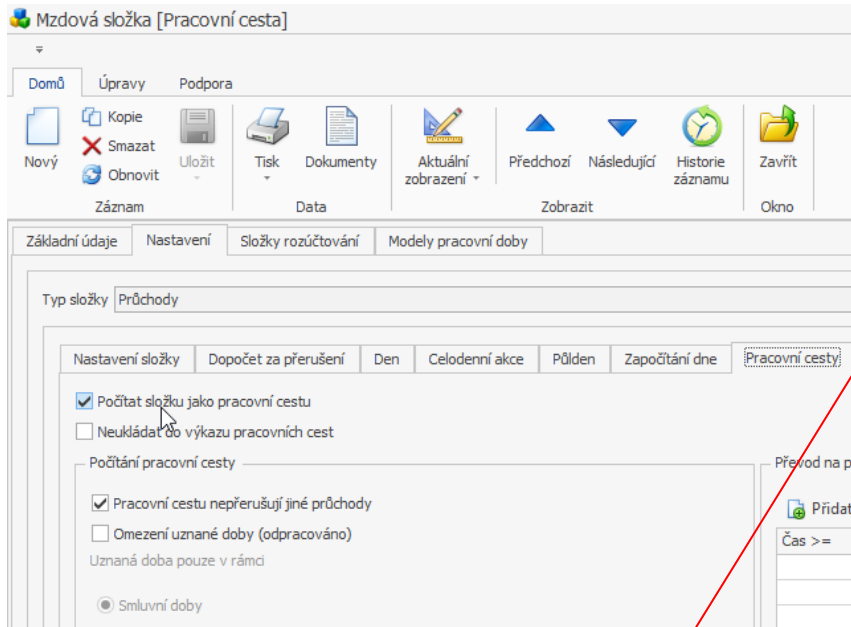 Mzdová složka [Pracovní cesta]
Domů Úpravy Podpora
Nový Kopie Smazat Obnovit Uložit Tisk Dokumenty Aktuální zobrazení Předchozí Následující Historie záznamu Zavřít
Záznam Data Zobrazit Okno
Základní údaje Nastavení Složky rozúčtování Modely pracovní doby
Typ složky Průchody
Nastavení složky Dopočet za přerušení Den Celodenní akce Půlden Započítání dne Pracovní cesty
Počítat složku jako pracovní cestu
Neukládat do výkazu pracovních cest
Počítání pracovní cesty Převod na p
Pracovní cestu nepřerušují jiné průchody
Přidat
Omezení uznané doby (odpracováno)
Čas >=
Uznaná doba pouze v rámci
Smluvní doby